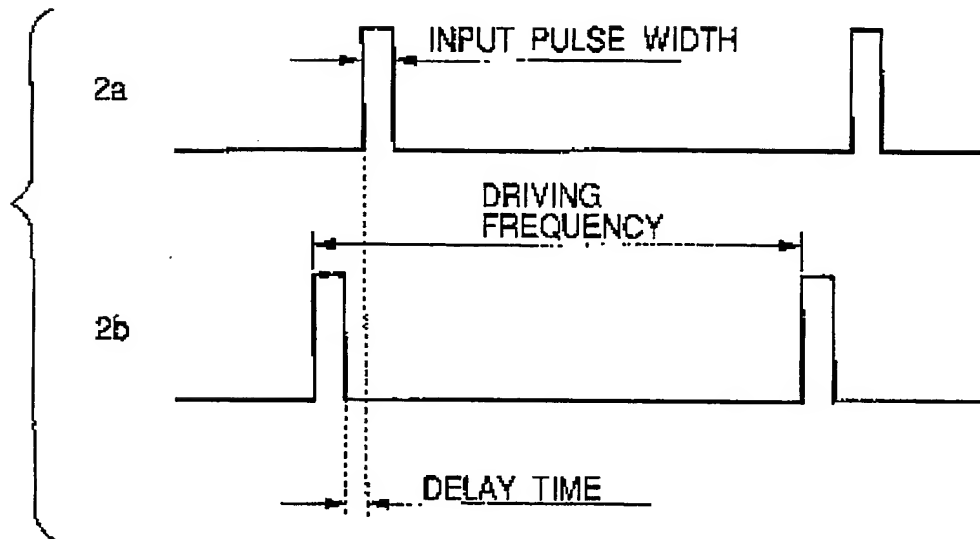 INPUT PULSE WIDTH
2a
DRIVING
FREQUENCY
2b
DELAY TIME